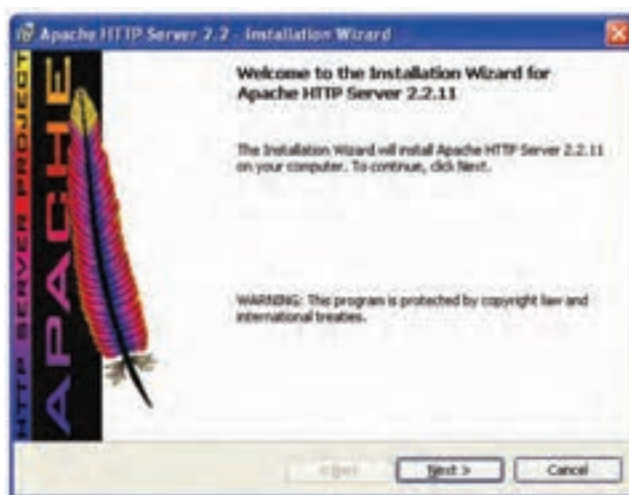 Apache HTTP Server 2.2 - Installation Wizard
HTTP SERVER PROJECT
APACHE
Welcome to the Installation Wizard for
Apache HTTP Server 2.2.11
The Installation Wizard will install Apache HTTP Server 2.2.11
on your computer. To continue, click Next.
WARNING: This program is protected by copyright law and
international treaties.
< Back
Next >
Cancel